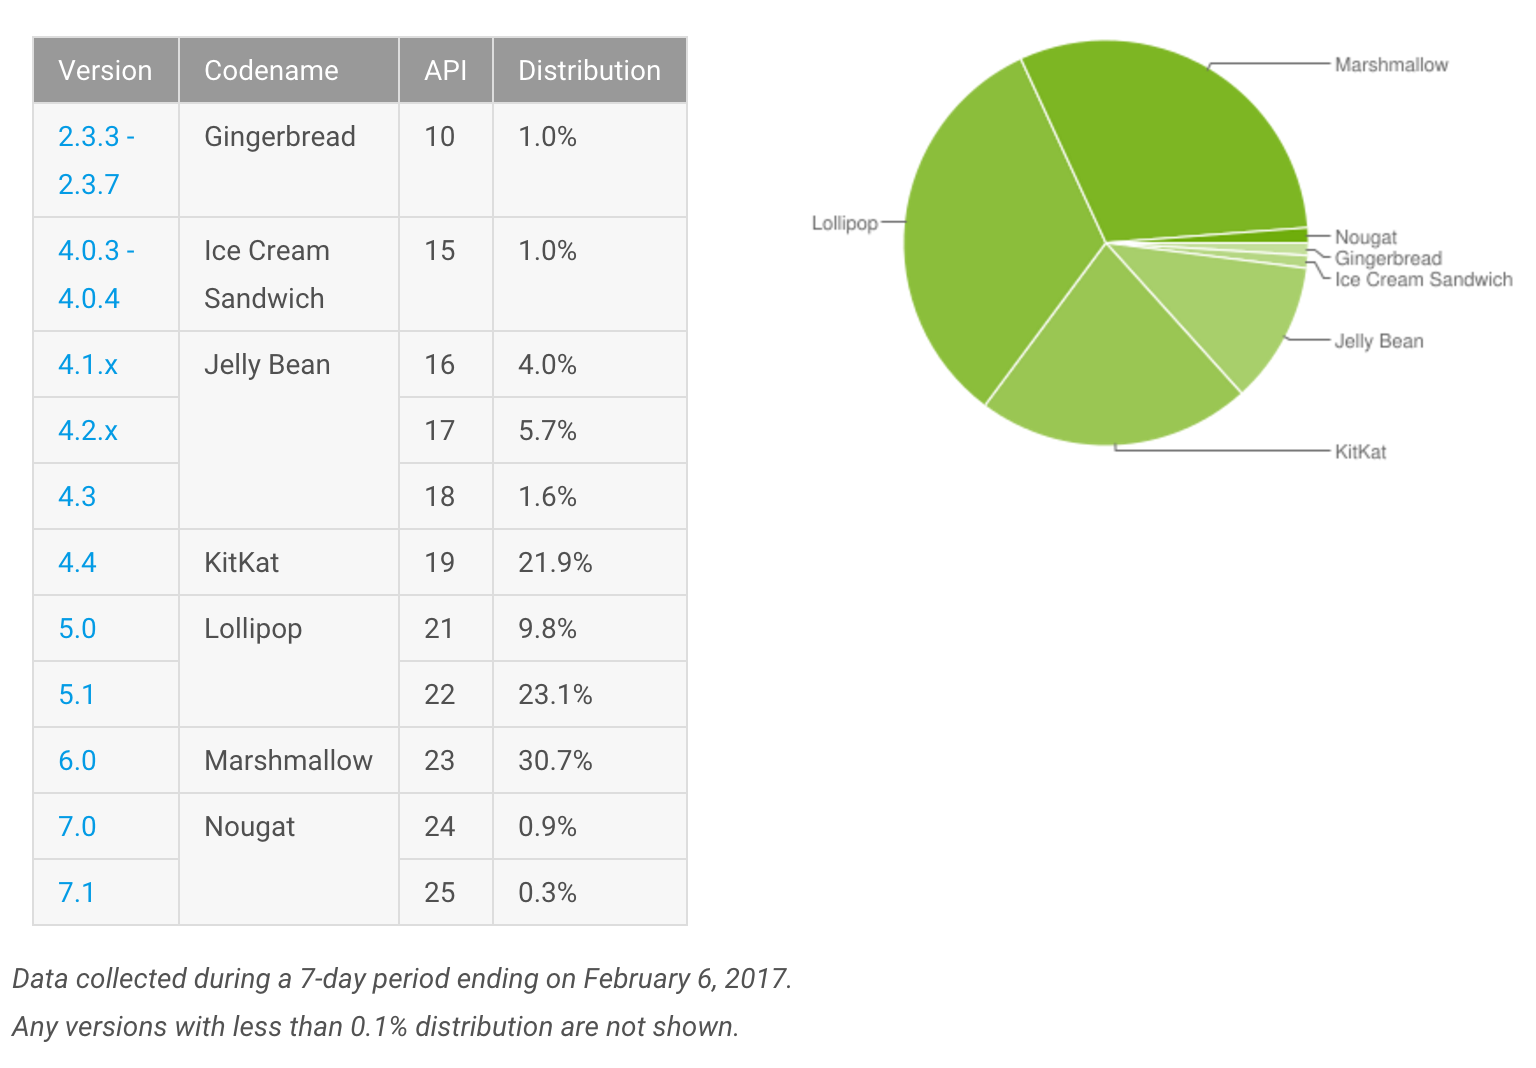 Version Codename API Distribution
2.3.3 - Gingerbread 10 1.0%
2.3.7
4.0.3 - Ice Cream 15 1.0%
4.0.4 Sandwich
4.1.x Jelly Bean 16 4.0%
4.2.x 17 5.7%
4.3 18 1.6%
4.4 KitKat 19 21.9%
5.0 Lollipop 21 9.8%
5.1 22 23.1%
6.0 Marshmallow 23 30.7%
7.0 Nougat 24 0.9%
7.1 25 0.3%
Data collected during a 7-day period ending on February 6, 2017.
Any versions with less than 0.1% distribution are not shown.
Marshmallow
Lollipop
Nougat
Gingerbread
Ice Cream Sandwich
Jelly Bean
KitKat